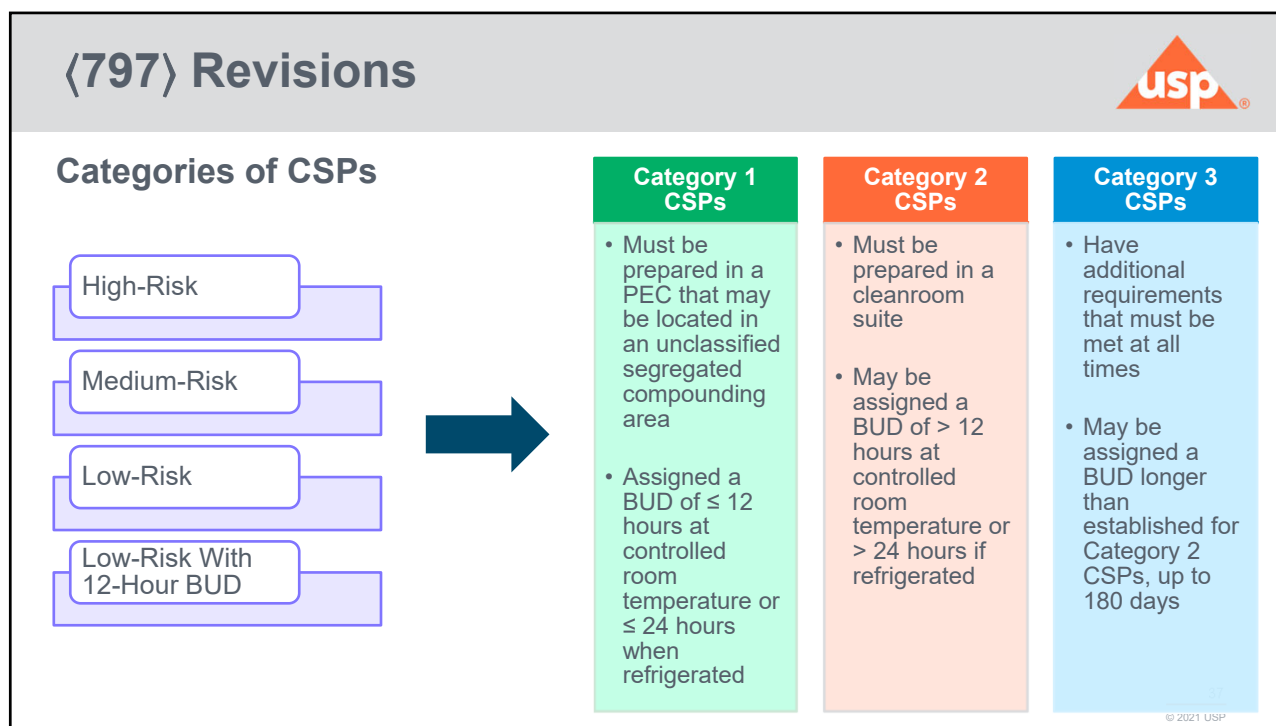 ⟨797⟩ Revisions
usp®
Categories of CSPs
High-Risk
Medium-Risk
Low-Risk
Low-Risk With
12-Hour BUD
Category 1
CSPs
• Must be
prepared in a
PEC that may
be located in
an unclassified
segregated
compounding
area
• Assigned a
BUD of ≤ 12
hours at
controlled
room
temperature or
≤ 24 hours
when
refrigerated
Category 2
CSPs
• Must be
prepared in a
cleanroom
suite
• May be
assigned a
BUD of > 12
hours at
controlled
room
temperature or
> 24 hours if
refrigerated
Category 3
CSPs
• Have
additional
requirements
that must be
met at all
times
• May be
assigned a
BUD longer
than
established for
Category 2
CSPs, up to
180 days
37
© 2021 USP